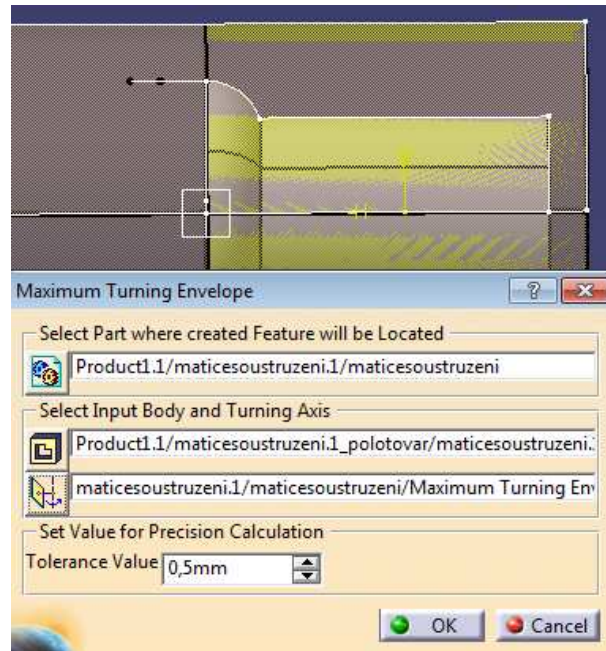 Maximum Turning Envelope
Select Part where created Feature will be Located
Product1.1/maticesoustruzeni.1/maticesoustruzeni
Select Input Body and Turning Axis
Product1.1/maticesoustruzeni.1_polotovar/maticesoustruzeni.
maticesoustruzeni.1/maticesoustruzeni/Maximum Turning En
Set Value for Precision Calculation
Tolerance Value 0,5mm
OK Cancel